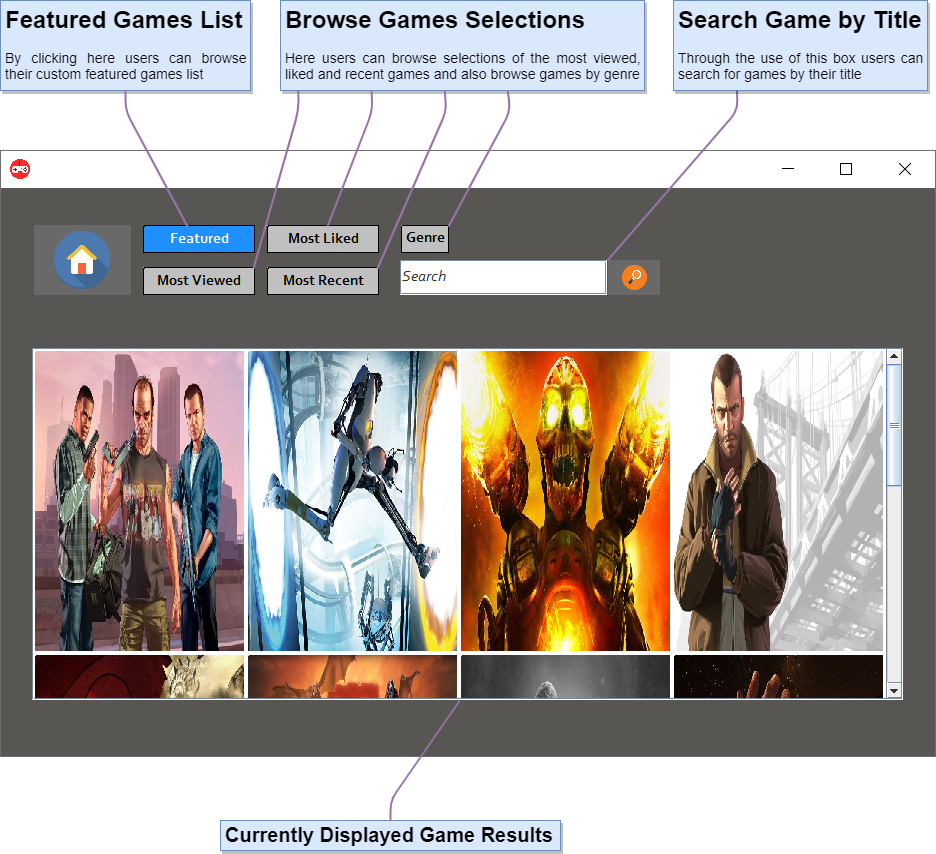 Featured Games List
By clicking here users can browse
their custom featured games list
Browse Games Selections
Here users can browse selections of the most viewed,
liked and recent games and also browse games by genre
Search Game by Title
Through the use of this box users can
search for games by their title
Featured
Most Liked
Genre
Most Viewed
Most Recent
Search
Currently Displayed Game Results